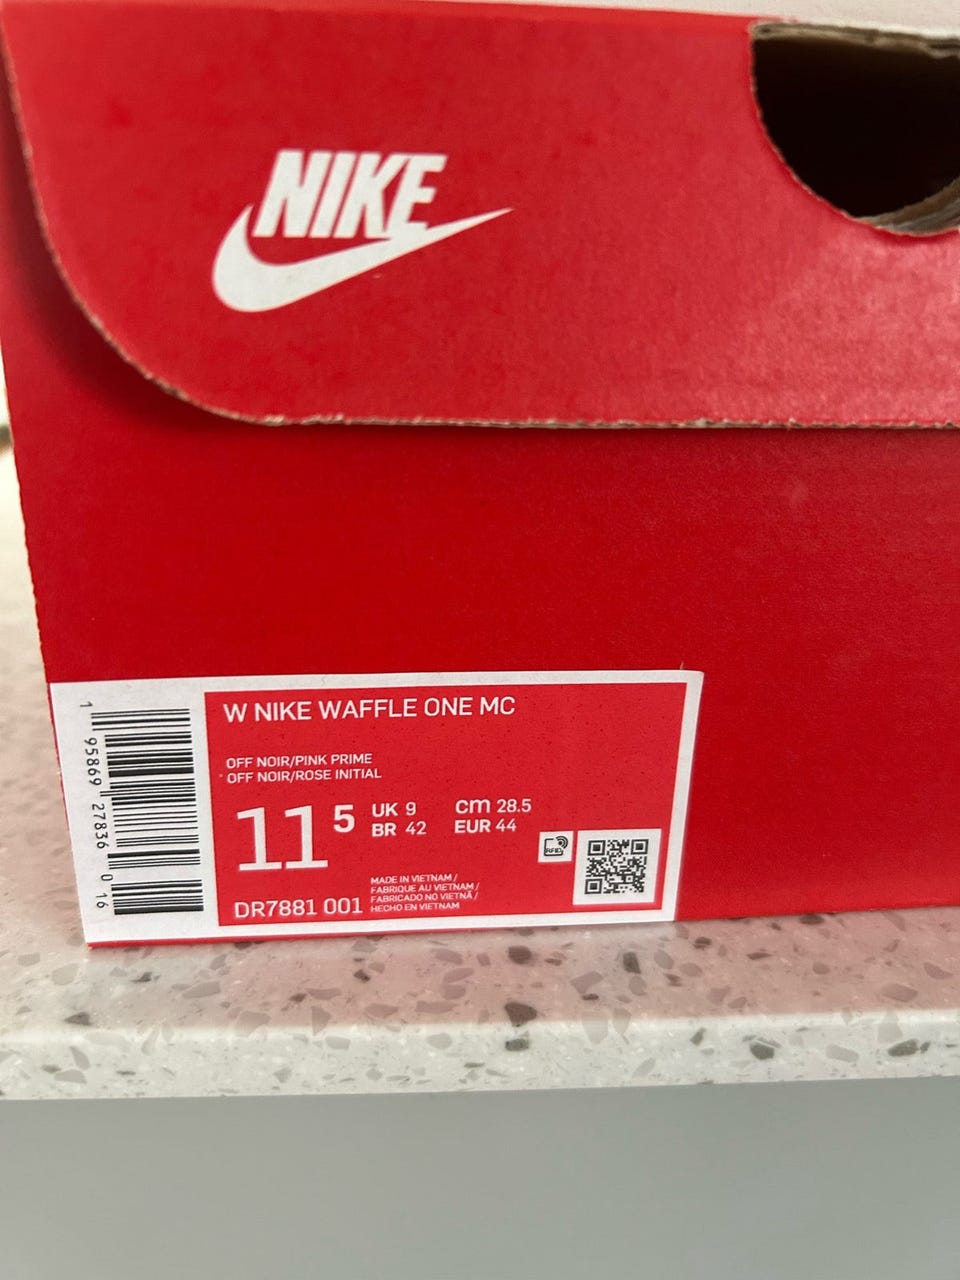 NIKE
W NIKE WAFFLE ONE MC
OFF NOIR/PINK PRIME
OFF NOIR/ROSE INITIAL
11 5 UK 9 cm 28.5
BR 42 EUR 44
RFID
MADE IN VIETNAM /
FABRIQUE AU VIETNAM /
FABRICADO NO VIETNÃ /
HECHO EN VIETNAM
DR7881 001
1 95869 27836 0 16